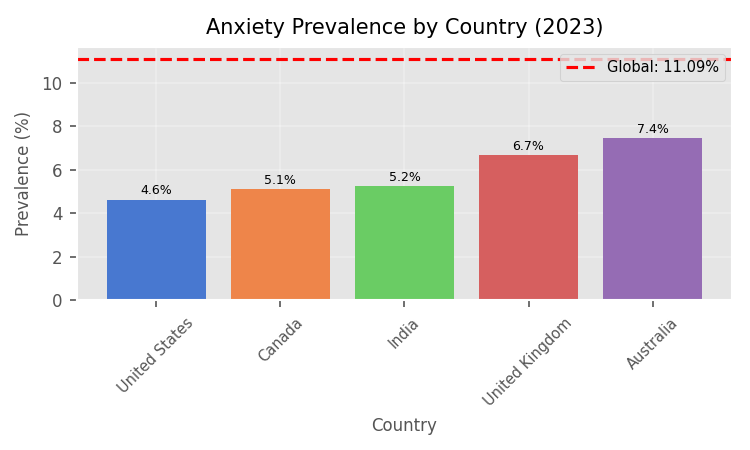 Anxiety Prevalence by Country (2023)
Global: 11.09%
Prevalence (%)
10
8
6
4
2
0
4.6%
5.1%
5.2%
6.7%
7.4%
United States
Canada
India
United Kingdom
Australia
Country